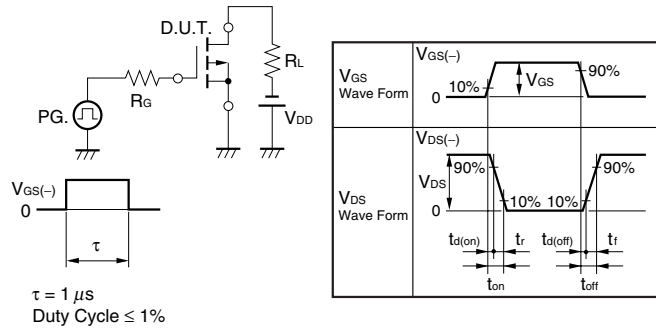 D.U.T.
RL
RG
PG.
VDD
VGS(−)
0
τ
τ = 1 μs
Duty Cycle ≤ 1%
VGS
Wave Form
VGS(−)
10%
0
VGS
90%
VDS
Wave Form
VDS(−)
VDS
90%
0
10%
10%
90%
td(on)
tr
td(off)
tf
ton
toff